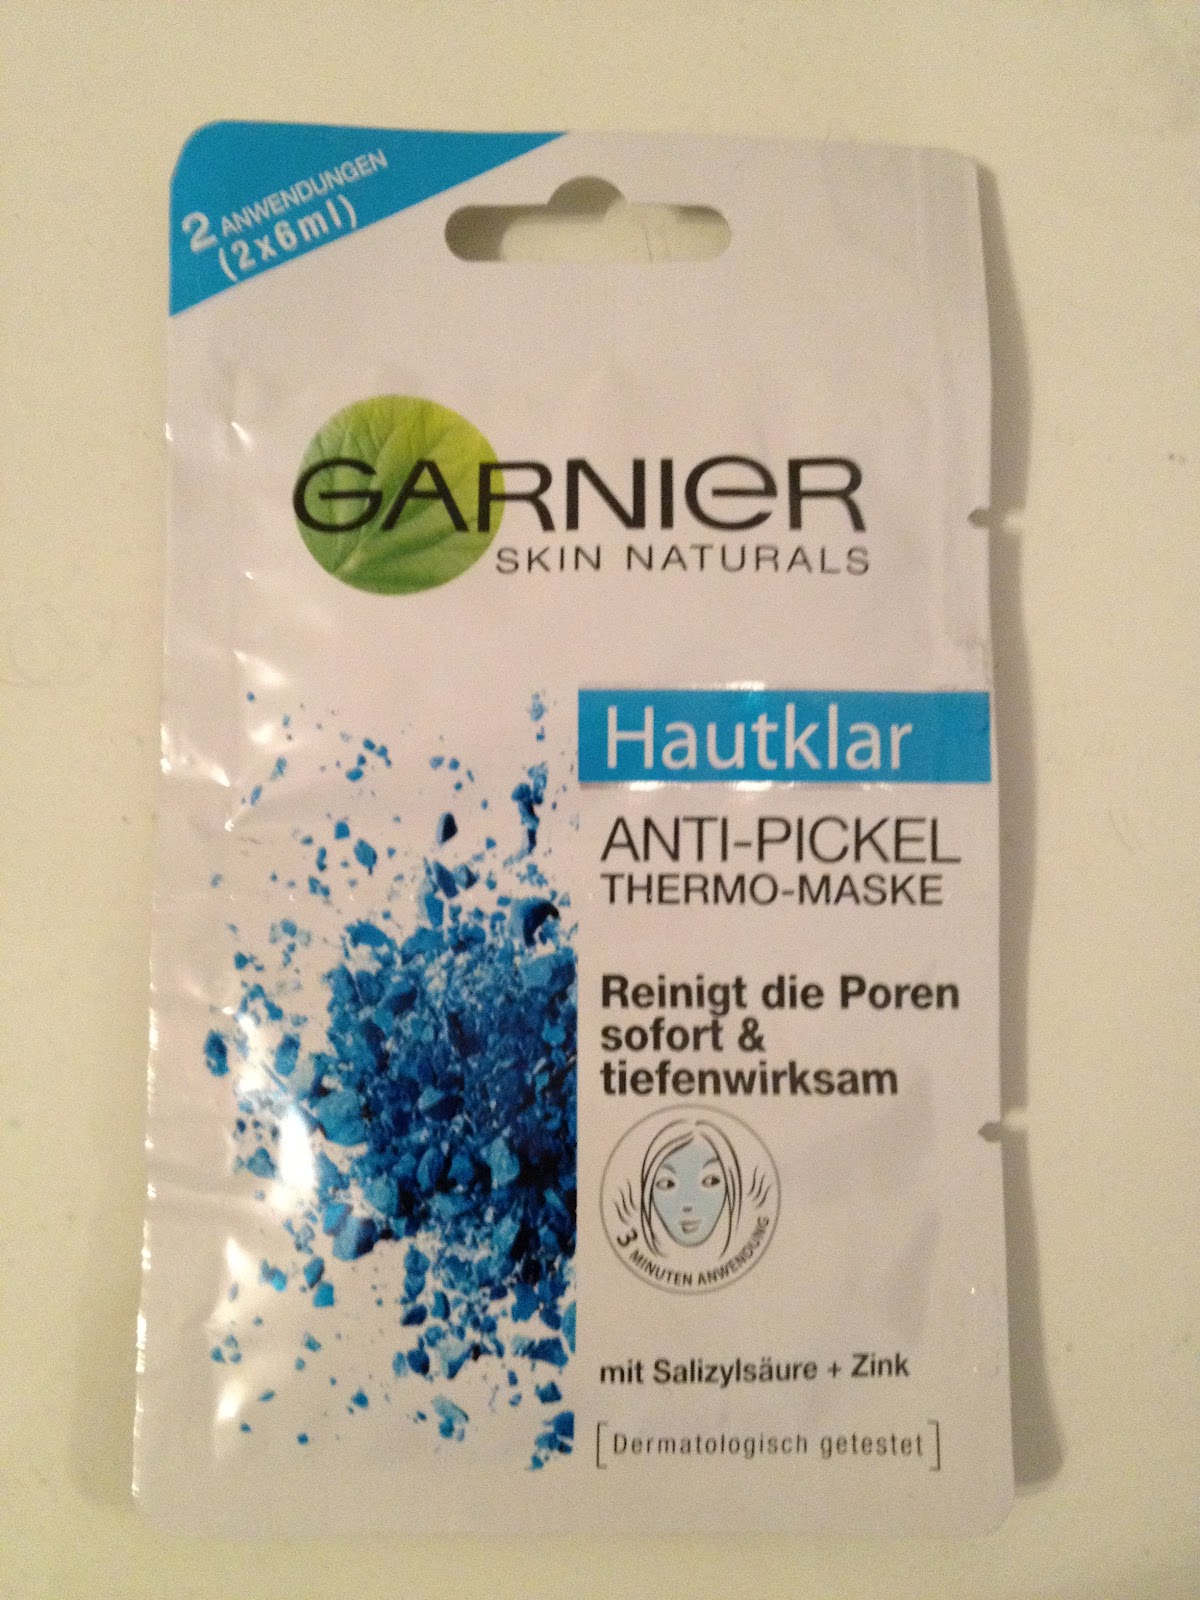 2 ANWENDUNGEN
(2x6ml)
GARNIER
SKIN NATURALS
Hautklar
ANTI-PICKEL
THERMO-MASKE
Reinigt die Poren
sofort &
tiefenwirksam
3 MINUTEN ANWENDUNG
mit Salizylsäure + Zink
[Dermatologisch getestet]